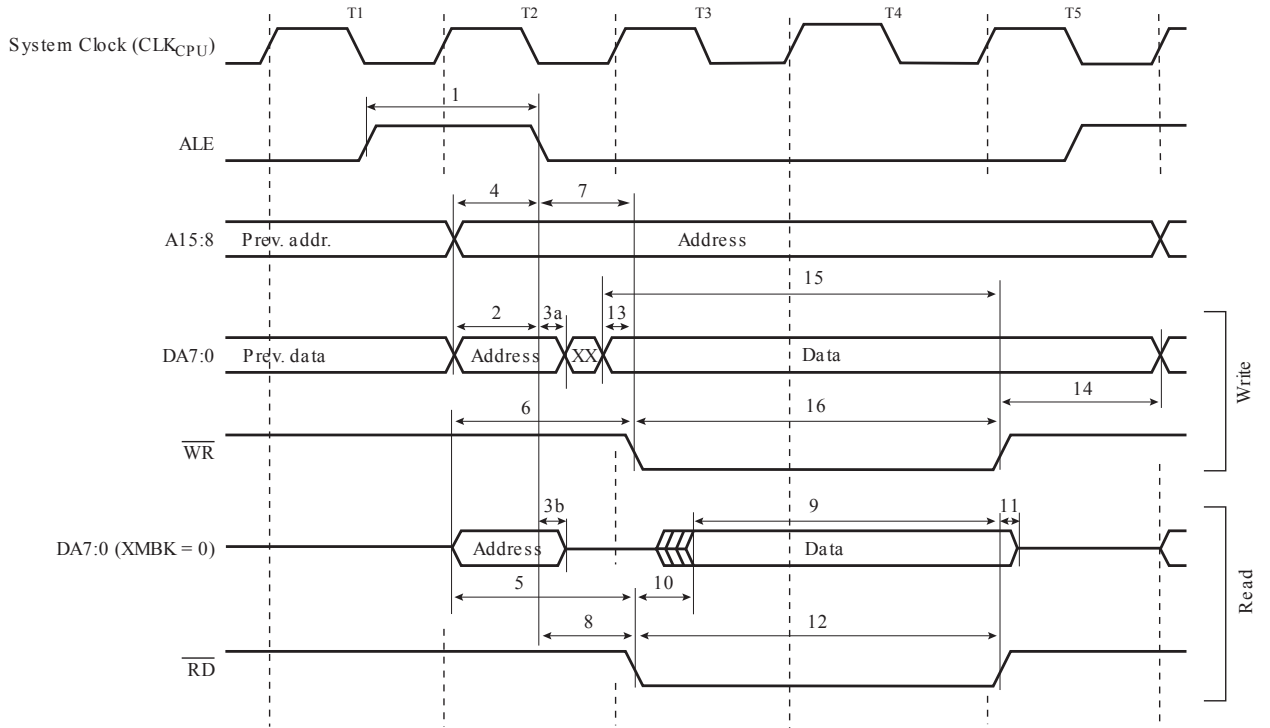 T1 T2 T3 T4 T5
System Clock (CLKCPU)
1
ALE
4 7
A15:8 Prev. addr. Address
15
2 3a 13
DA7:0 Prev. data Address XX Data
14
6 16
WR
Write
3b 9 11
DA7:0 (XMBK = 0) Address Data
5 10
8 12
RD
Read